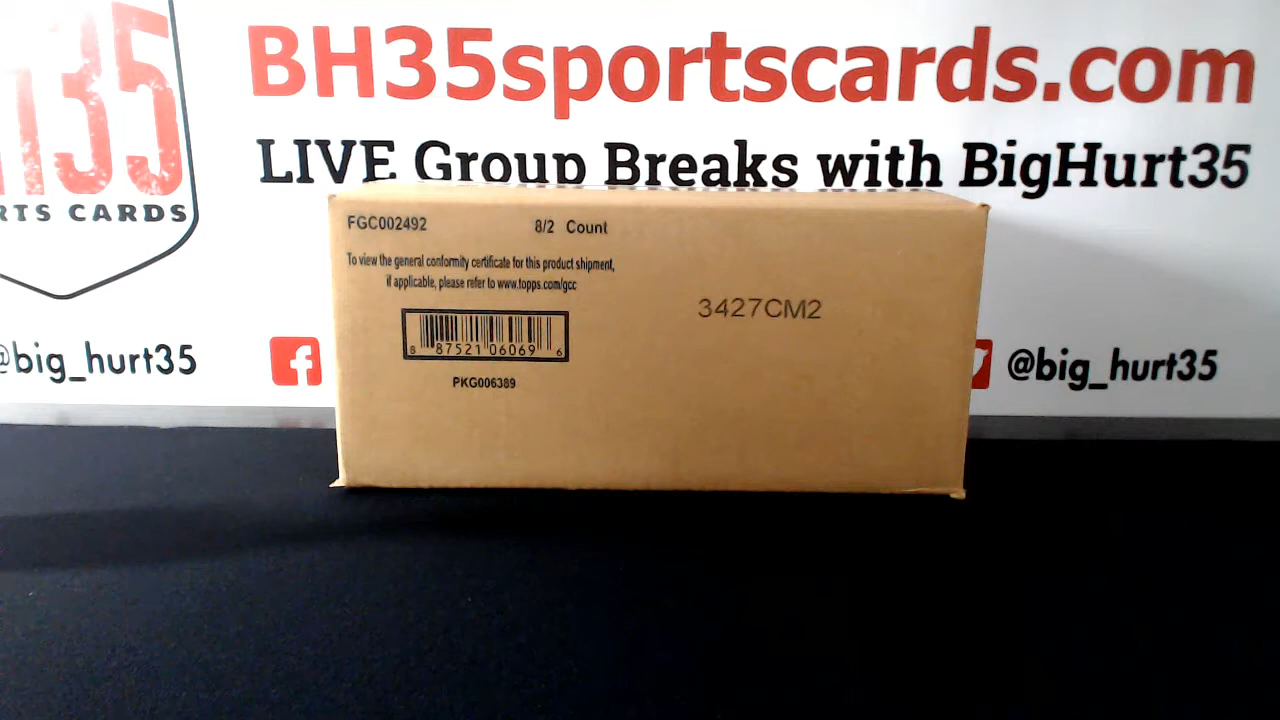 BH35sportscards.com
LIVE Group Breaks with BigHurt35
H35
RTS CARDS
@big_hurt35
@big_hurt35
FGC002492 8/2 Count
To view the general conformity certificate for this product shipment,
if applicable, please refer to www.topps.com/gcc
3427CM2
8 87521 06069 6
PKG006389